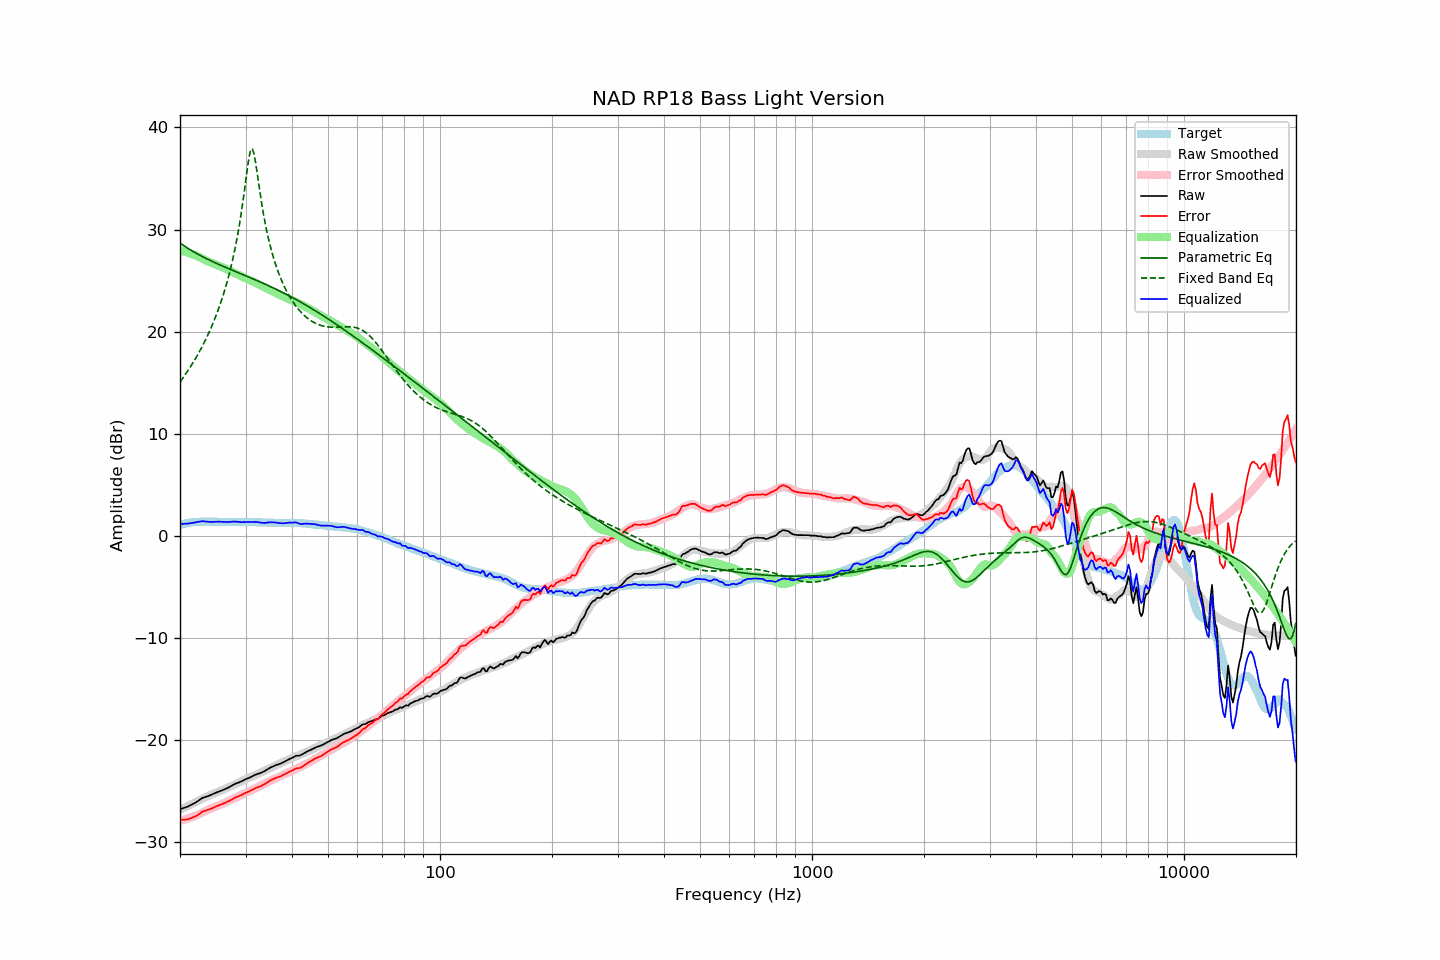 NAD RP18 Bass Light Version
40
30
20
10
0
−10
−20
−30
Amplitude (dBr)
100
1000
10000
Frequency (Hz)
Target
Raw Smoothed
Error Smoothed
Raw
Error
Equalization
Parametric Eq
Fixed Band Eq
Equalized